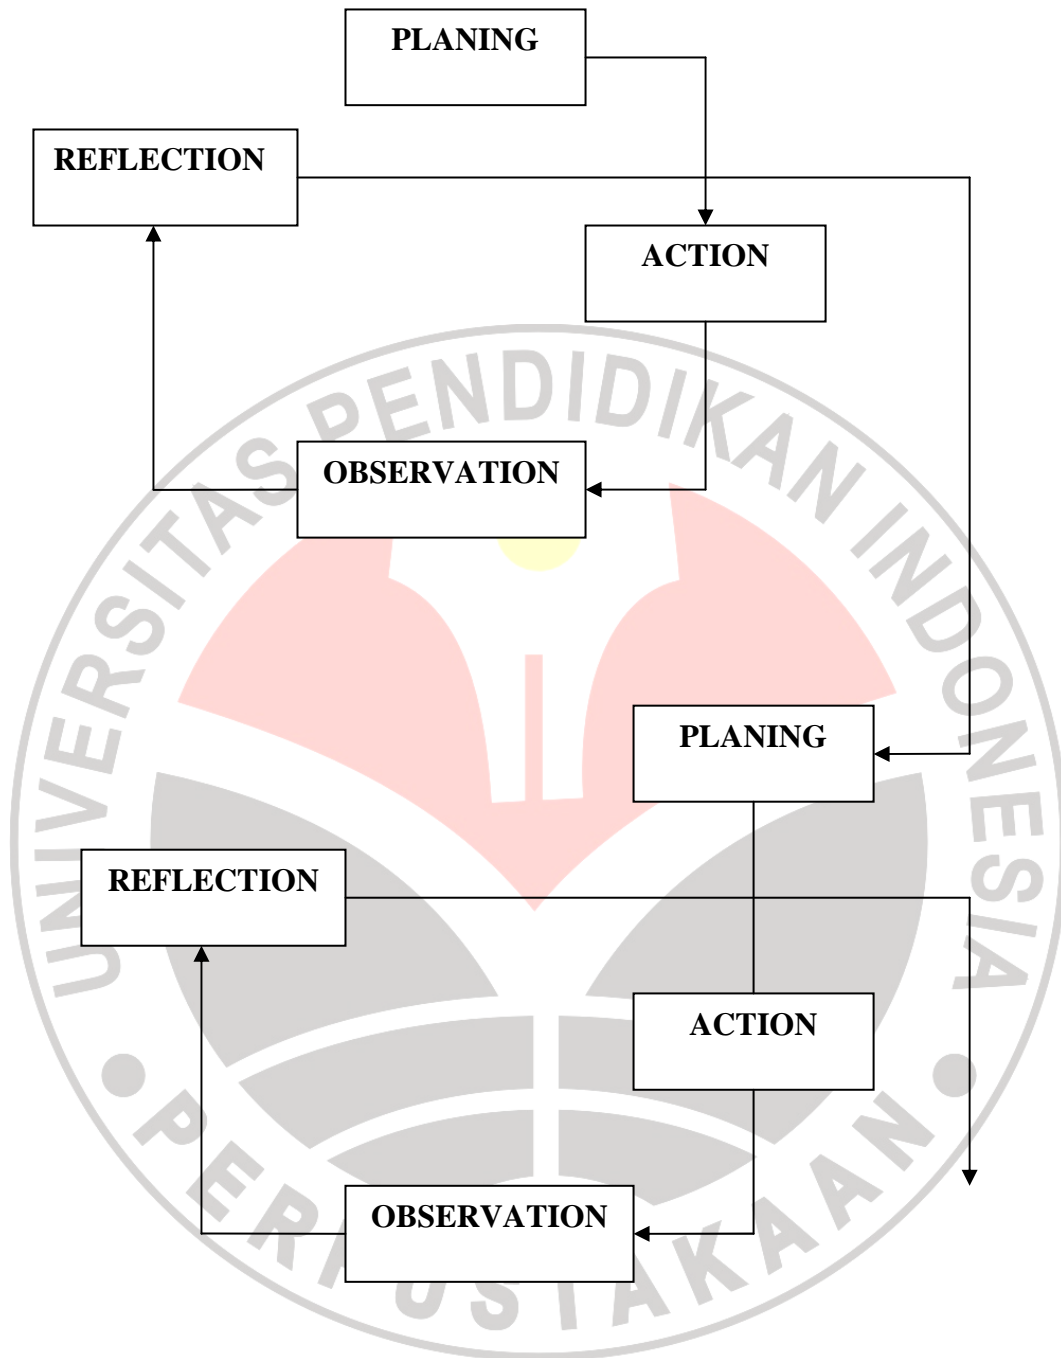 PLANING
REFLECTION
ACTION
OBSERVATION
PLANING
REFLECTION
ACTION
OBSERVATION
UNIVERSITAS PENDIDIKAN INDONESIA
PERPUSTAKAAN